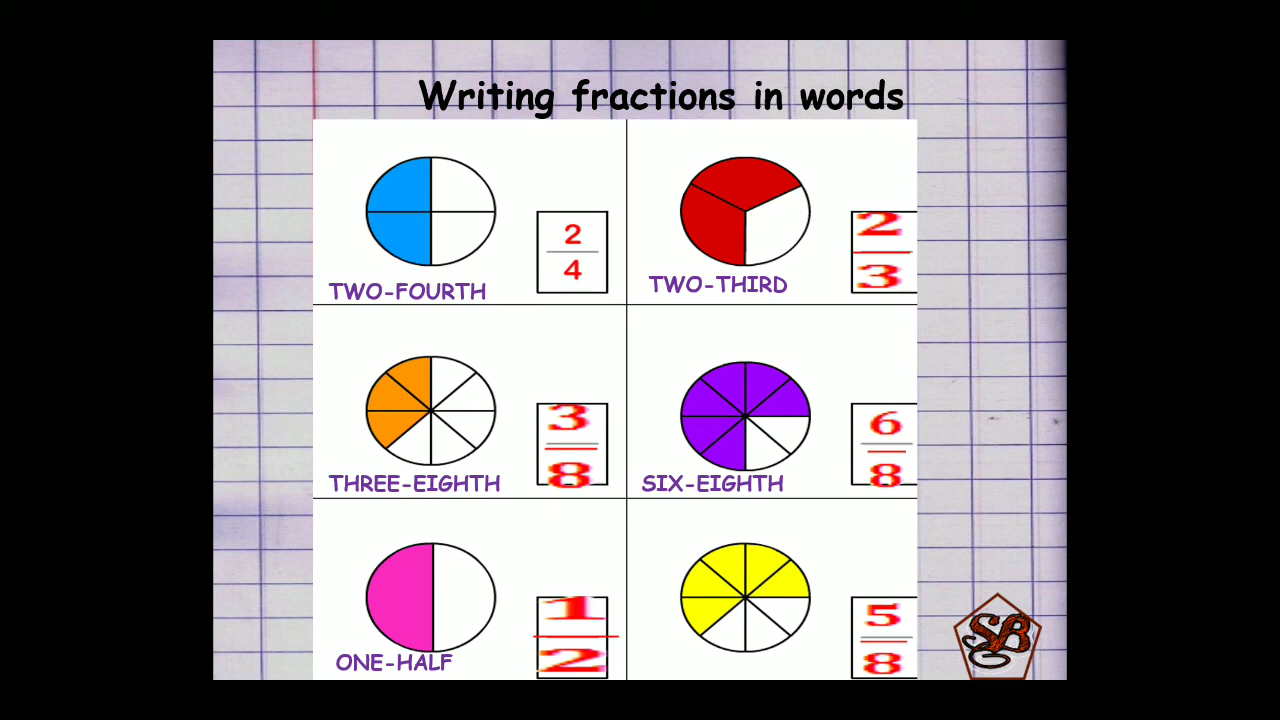 Writing fractions in words
2
4
TWO-FOURTH
2
3
TWO-THIRD
3
8
THREE-EIGHTH
6
8
SIX-EIGHTH
1
2
ONE-HALF
5
8
SB